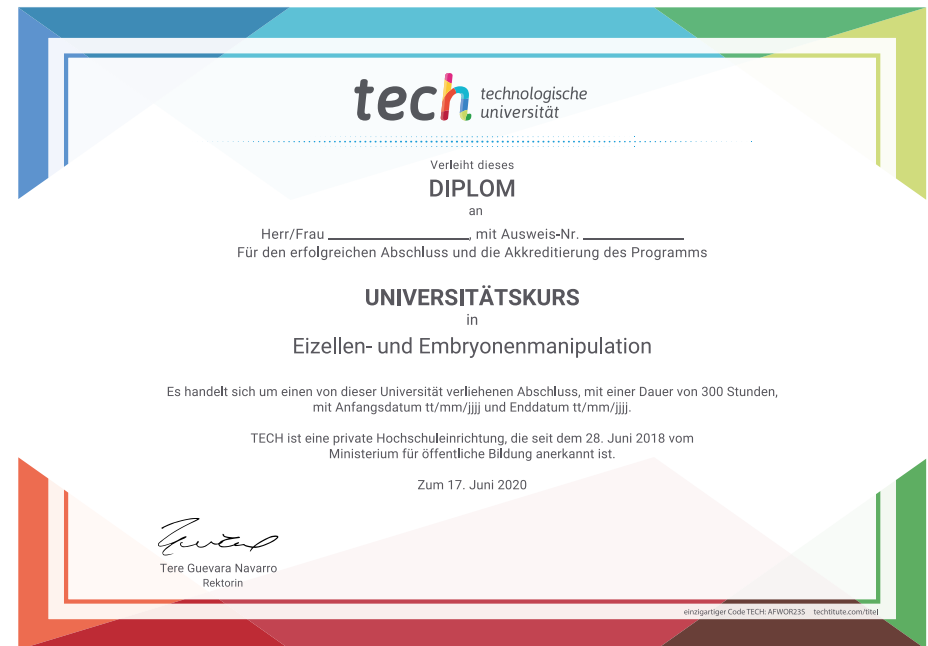 tech technologische
universität
Verleiht dieses
DIPLOM
an
Herr/Frau ____________________, mit Ausweis-Nr. ______________
Für den erfolgreichen Abschluss und die Akkreditierung des Programms
UNIVERSITÄTSKURS
in
Eizellen- und Embryonenmanipulation
Es handelt sich um einen von dieser Universität verliehenen Abschluss, mit einer Dauer von 300 Stunden,
mit Anfangsdatum tt/mm/jjjj und Enddatum tt/mm/jjjj.
TECH ist eine private Hochschuleinrichtung, die seit dem 28. Juni 2018 vom
Ministerium für öffentliche Bildung anerkannt ist.
Zum 17. Juni 2020
Tere Guevara Navarro
Rektorin
einzigartiger Code TECH: AFWOR23S techtitute.com/titel